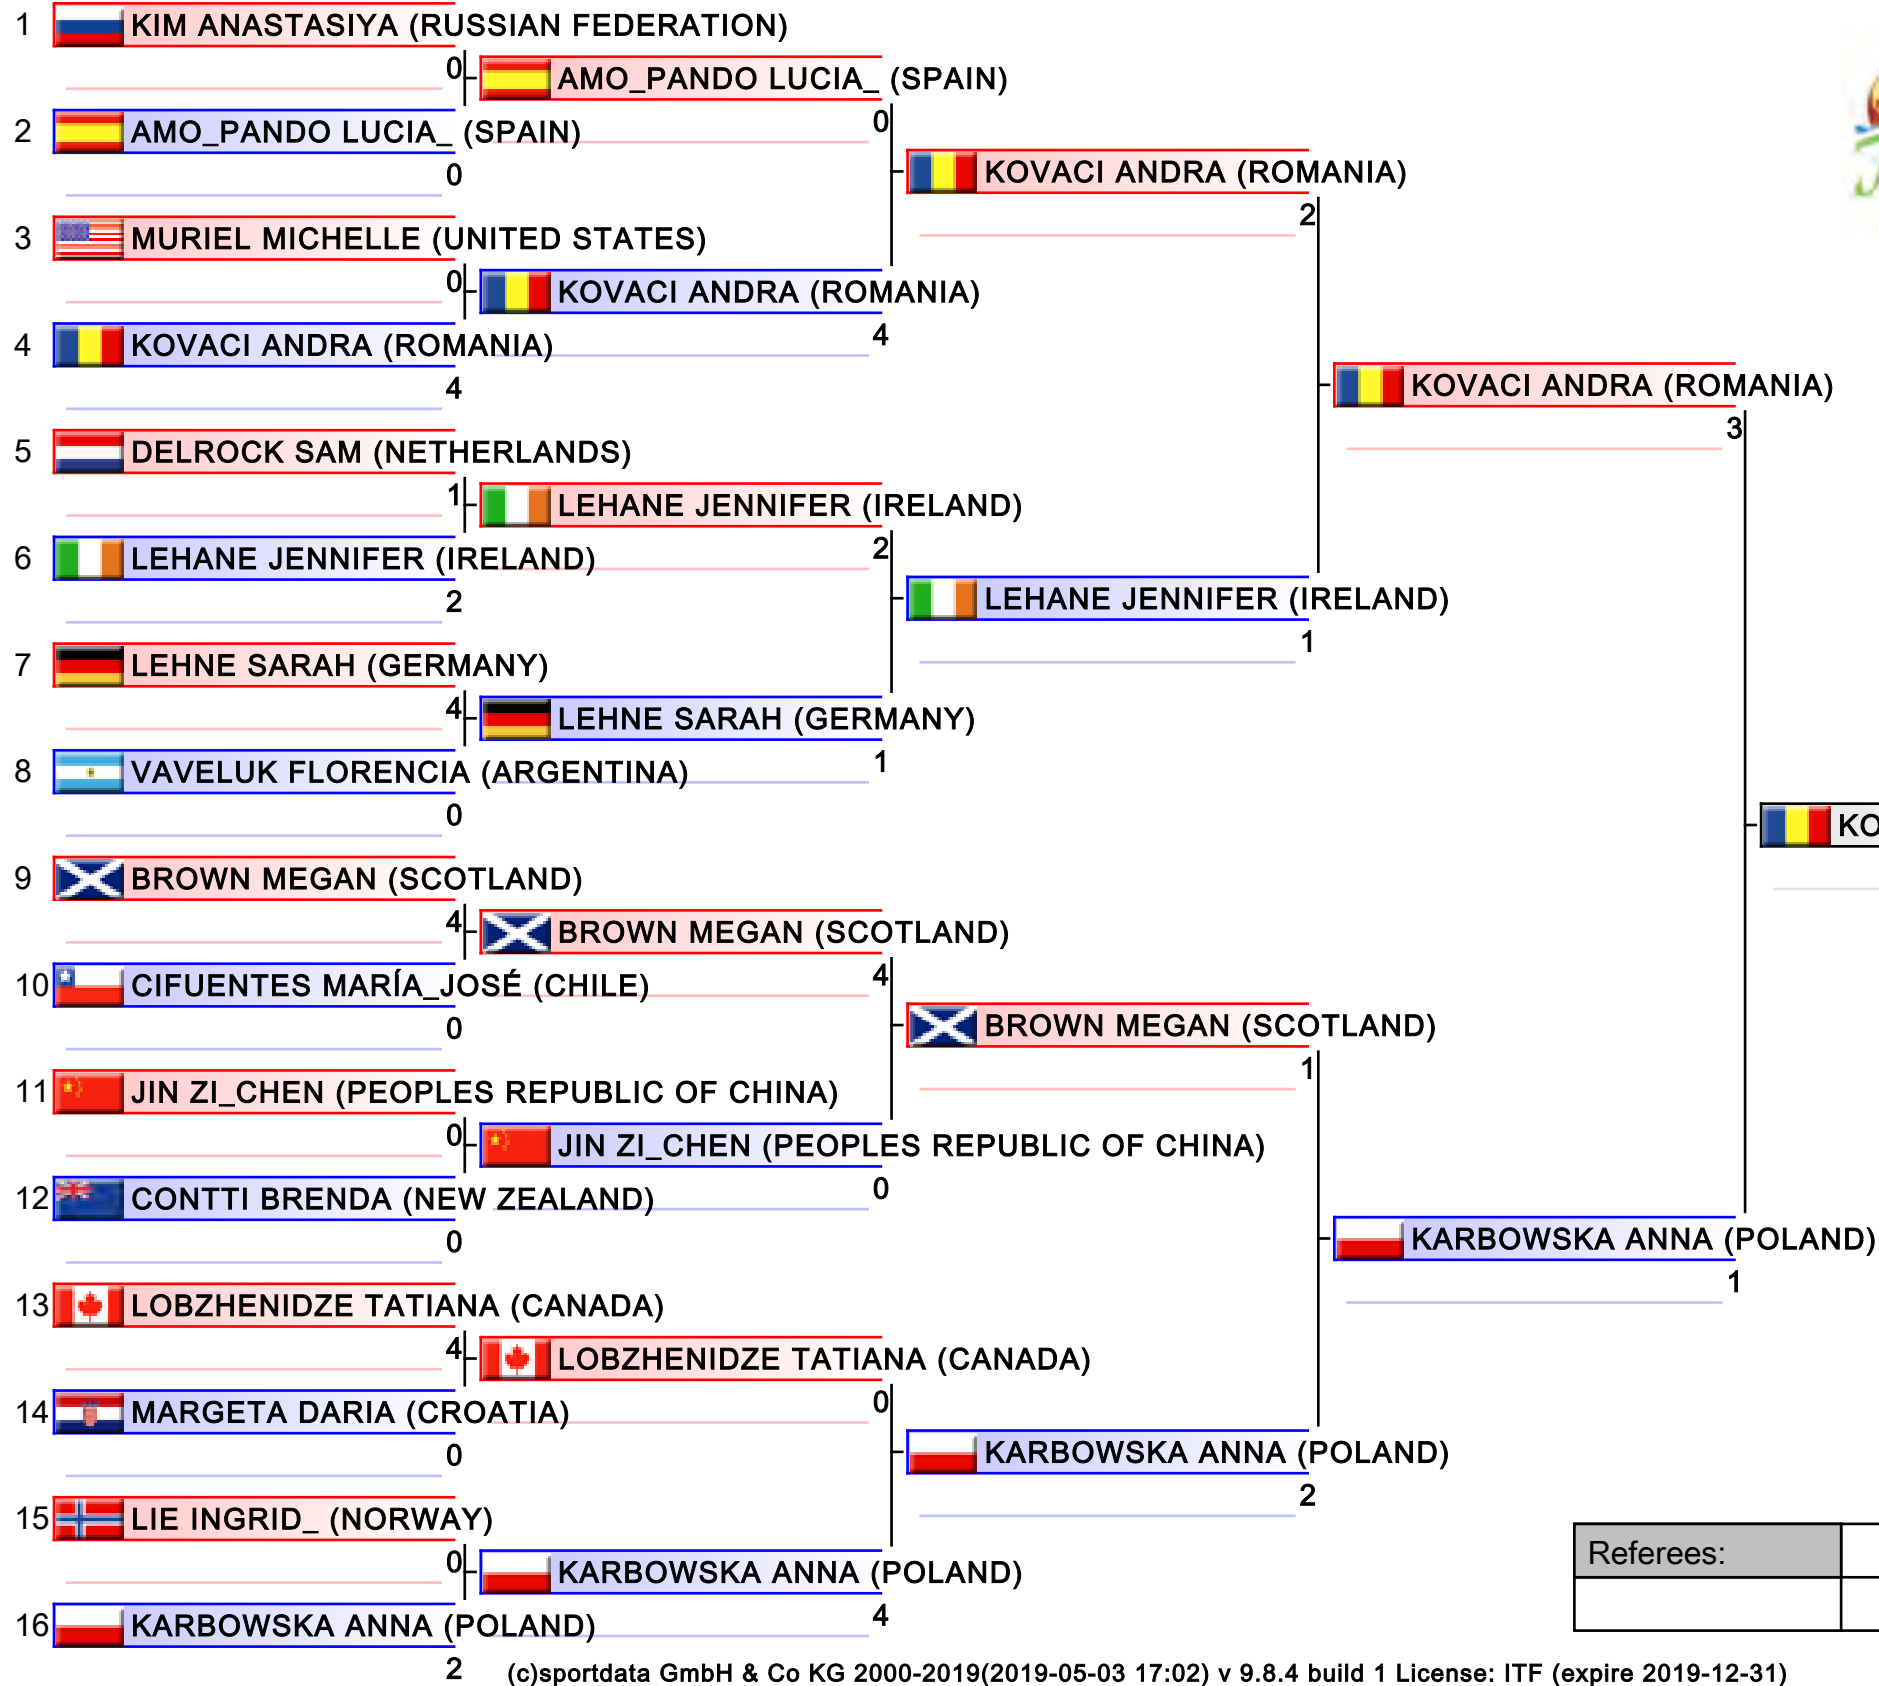 1 KIM ANASTASIYA (RUSSIAN FEDERATION)
0
AMO_PANDO LUCIA_ (SPAIN)
0
2 AMO_PANDO LUCIA_ (SPAIN)
0
KOVACI ANDRA (ROMANIA)
2
3 MURIEL MICHELLE (UNITED STATES)
0
KOVACI ANDRA (ROMANIA)
4
4 KOVACI ANDRA (ROMANIA)
4
KOVACI ANDRA (ROMANIA)
3
5 DELROCK SAM (NETHERLANDS)
1
LEHANE JENNIFER (IRELAND)
2
6 LEHANE JENNIFER (IRELAND)
2
LEHANE JENNIFER (IRELAND)
1
7 LEHNE SARAH (GERMANY)
4
LEHNE SARAH (GERMANY)
1
8 VAVELUK FLORENCIA (ARGENTINA)
0
KO
9 BROWN MEGAN (SCOTLAND)
4
BROWN MEGAN (SCOTLAND)
4
10 CIFUENTES MARÍA_JOSÉ (CHILE)
0
BROWN MEGAN (SCOTLAND)
1
11 JIN ZI_CHEN (PEOPLES REPUBLIC OF CHINA)
0
JIN ZI_CHEN (PEOPLES REPUBLIC OF CHINA)
0
12 CONTTI BRENDA (NEW ZEALAND)
0
KARBOWSKA ANNA (POLAND)
1
13 LOBZHENIDZE TATIANA (CANADA)
4
LOBZHENIDZE TATIANA (CANADA)
0
14 MARGETA DARIA (CROATIA)
0
KARBOWSKA ANNA (POLAND)
2
15 LIE INGRID_ (NORWAY)
0
KARBOWSKA ANNA (POLAND)
4
16 KARBOWSKA ANNA (POLAND)
2
Referees:
(c)sportdata GmbH & Co KG 2000-2019(2019-05-03 17:02) v 9.8.4 build 1 License: ITF (expire 2019-12-31)